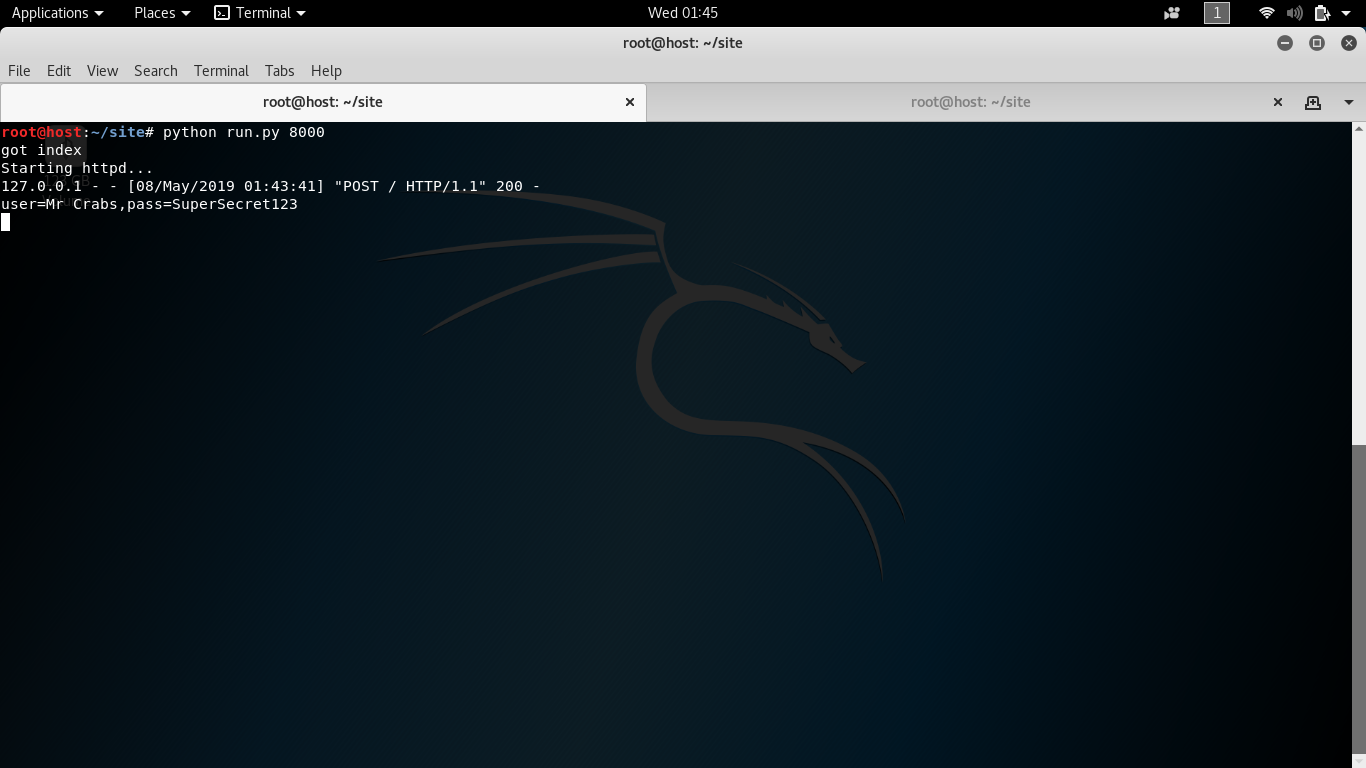 Applications Places Terminal Wed 01:45 1
root@host: ~/site
File Edit View Search Terminal Tabs Help
root@host: ~/site root@host: ~/site
root@host:~/site# python run.py 8000
got index
Starting httpd...
127.0.0.1 - - [08/May/2019 01:43:41] "POST / HTTP/1.1" 200 -
user=Mr Crabs,pass=SuperSecret123